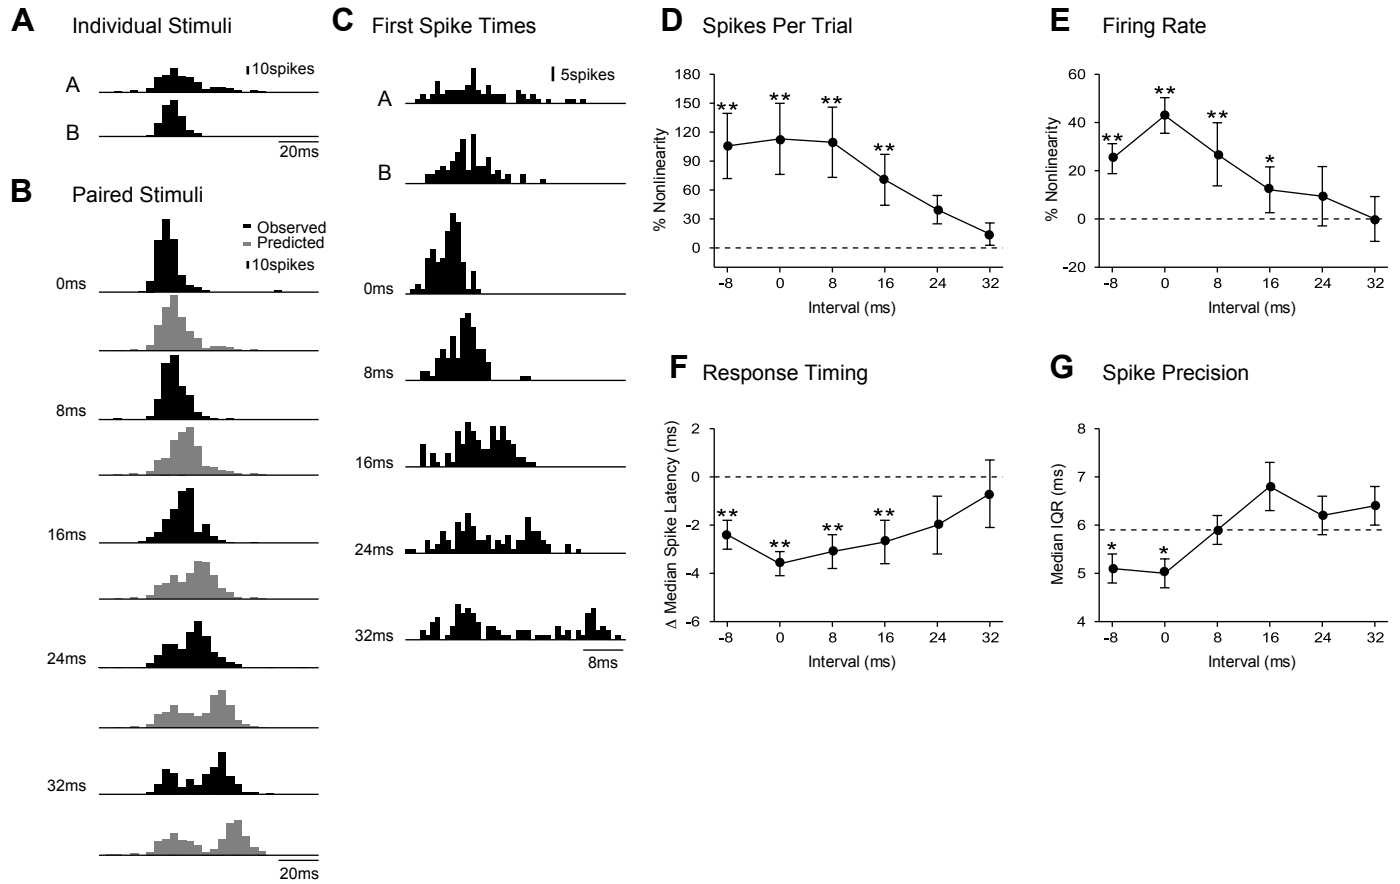 A Individual Stimuli
A
10spikes
B
20ms
B Paired Stimuli
Observed
Predicted
10spikes
0ms
8ms
16ms
24ms
32ms
20ms
C First Spike Times
5spikes
A
B
0ms
8ms
16ms
24ms
32ms
8ms
D Spikes Per Trial
% Nonlinearity
180
150
120
90
60
30
0
** ** ** **
-8 0 8 16 24 32
Interval (ms)
E Firing Rate
% Nonlinearity
60
40
20
0
-20
** ** ** *
-8 0 8 16 24 32
Interval (ms)
F Response Timing
Δ Median Spike Latency (ms)
2
0
-2
-4
-6
** ** ** **
-8 0 8 16 24 32
Interval (ms)
G Spike Precision
Median IQR (ms)
8
7
6
5
4
* *
-8 0 8 16 24 32
Interval (ms)